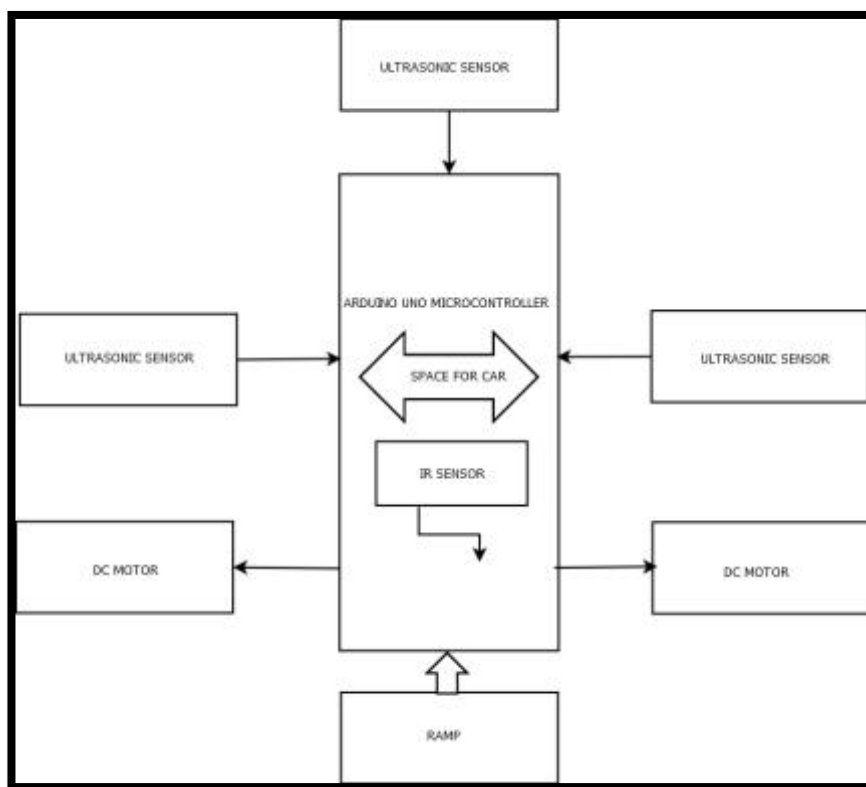 ULTRASONIC SENSOR
ARDUINO UNO MICROCONTROLLER
ULTRASONIC SENSOR
ULTRASONIC SENSOR
SPACE FOR CAR
IR SENSOR
DC MOTOR
DC MOTOR
RAMP